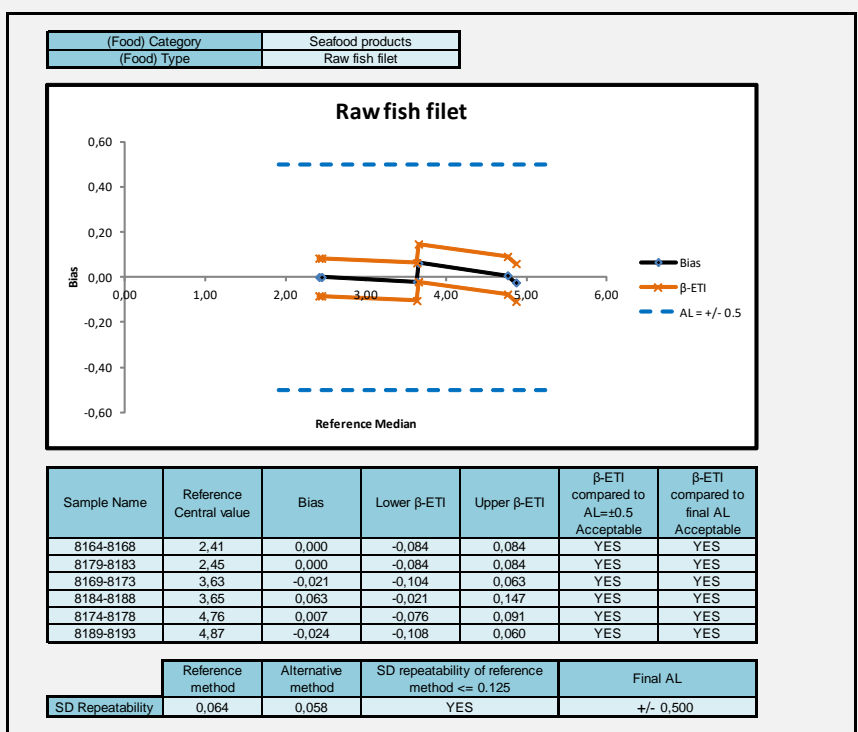 (Food) Category Seafood products
(Food) Type Raw fish filet
Raw fish filet
0,60
0,40
0,20
0,00
-0,20
-0,40
-0,60
0,00 1,00 2,00 3,00 4,00 5,00 6,00
Bias
Reference Median
Bias
β-ETI
AL = +/- 0.5
Sample Name Reference Central value Bias Lower β-ETI Upper β-ETI β-ETI compared to AL=±0.5 Acceptable β-ETI compared to final AL Acceptable
8164-8168 2,41 0,000 -0,084 0,084 YES YES
8179-8183 2,45 0,000 -0,084 0,084 YES YES
8169-8173 3,63 -0,021 -0,104 0,063 YES YES
8184-8188 3,65 0,063 -0,021 0,147 YES YES
8174-8178 4,76 0,007 -0,076 0,091 YES YES
8189-8193 4,87 -0,024 -0,108 0,060 YES YES
Reference method Alternative method SD repeatability of reference method <= 0.125 Final AL
SD Repeatability 0,064 0,058 YES +/- 0,500